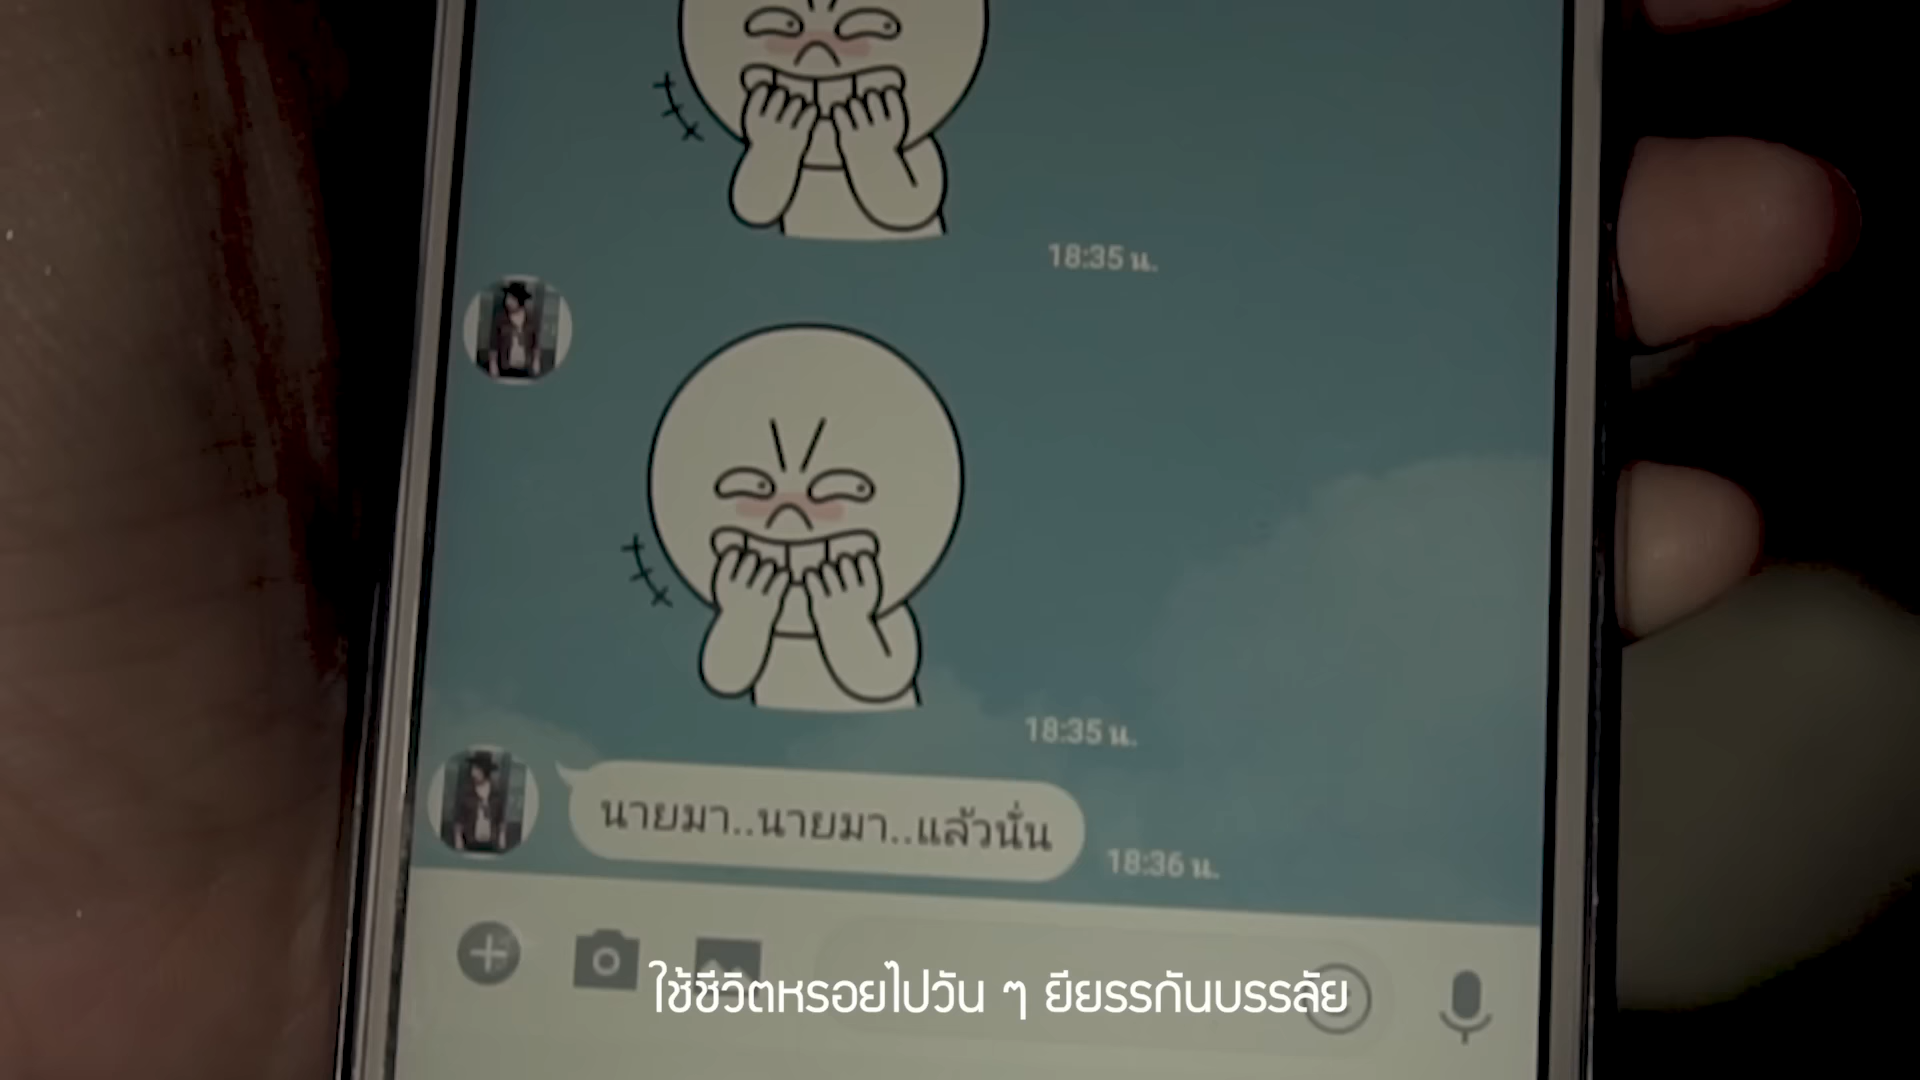 18:35 น.
18:35 น.
นายมา..นายมา..แล้วนั่น
18:36 น.
ใช้ชีวิตหรอยไปวัน ๆ ยียรรกันบรรลัย